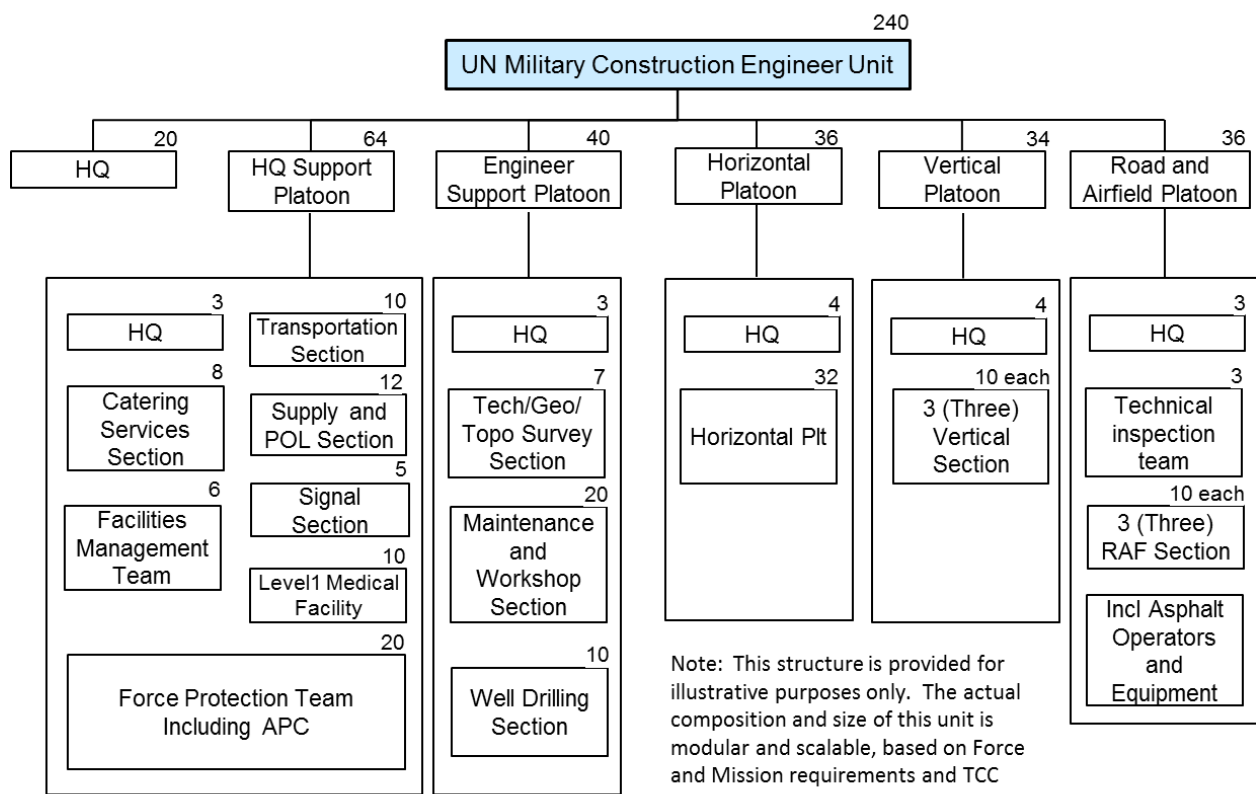 240
UN Military Construction Engineer Unit
20
HQ
64
HQ Support
Platoon
40
Engineer
Support Platoon
36
Horizontal
Platoon
34
Vertical
Platoon
36
Road and
Airfield Platoon
3
HQ
8
Catering
Services
Section
6
Facilities
Management
Team
10
Transportation
Section
12
Supply and
POL Section
5
Signal
Section
10
Level1 Medical
Facility
20
Force Protection Team
Including APC
3
HQ
7
Tech/Geo/
Topo Survey
Section
20
Maintenance
and
Workshop
Section
10
Well Drilling
Section
4
HQ
32
Horizontal Plt
4
HQ
10 each
3 (Three)
Vertical
Section
3
HQ
3
Technical
inspection
team
10 each
3 (Three)
RAF Section
Incl Asphalt
Operators
and
Equipment
Note: This structure is provided for
illustrative purposes only. The actual
composition and size of this unit is
modular and scalable, based on Force
and Mission requirements and TCC